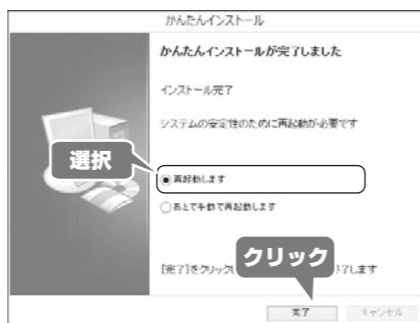 かんたんインストール
かんたんインストールが完了しました
インストール完了
システムの安定性のために再起動が必要です
選択
再起動します
あとで手動で再起動します
クリック
[完了]をクリックし 了します
完了
キャンセル